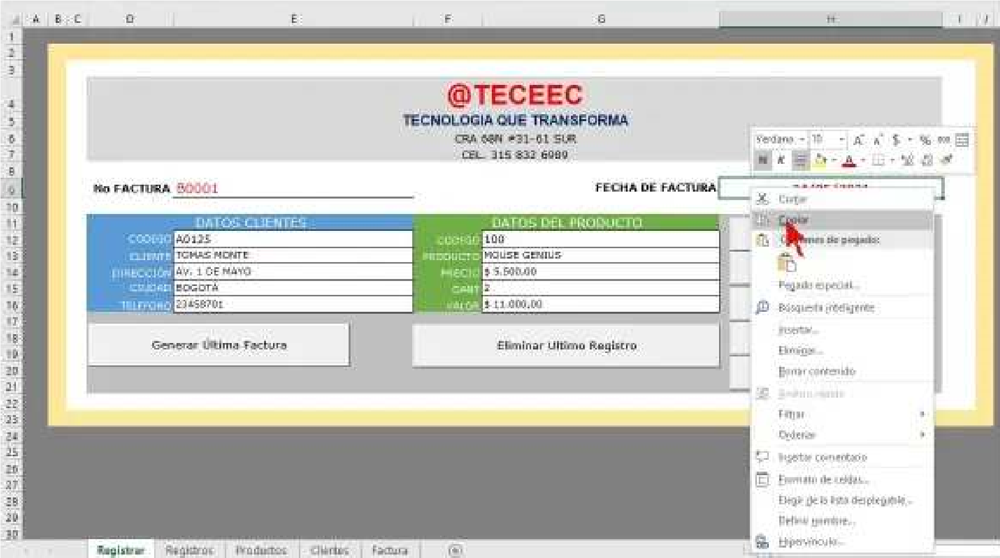 A B C D E F G H I J
1
2
3
4
5
6
7
8
9
10
11
12
13
14
15
16
17
18
19
20
21
22
23
24
25
26
27
28
29
30
@TECEEC
TECNOLOGIA QUE TRANSFORMA
CRA 68N #31-61 SUR
CEL. 315 832 6989
No FACTURA B0001
FECHA DE FACTURA
DATOS CLIENTES
CODIGO A0125
CLIENTE TOMAS MONTE
DIRECCIÓN AV. 1 DE MAYO
CIUDAD BOGOTÁ
TELEFONO 23458701
DATOS DEL PRODUCTO
CODIGO 100
PRODUCTO MOUSE GENIUS
PRECIO $ 5.500,00
CANT 2
VALOR $ 11.000,00
Generar Última Factura
Eliminar Ultimo Registro
Verdana 10 A A $ % 000
N K A
Cortar
Copiar
de pegado:
Pegado especial...
Búsqueda inteligente
Insertar...
Eliminar...
Borrar contenido
Filtrar
Ordenar
Insertar comentario
Formato de celdas...
Elegir de la lista desplegable...
Definir nombre...
Hipervínculo...
Registrar Registros Productos Clientes Factura